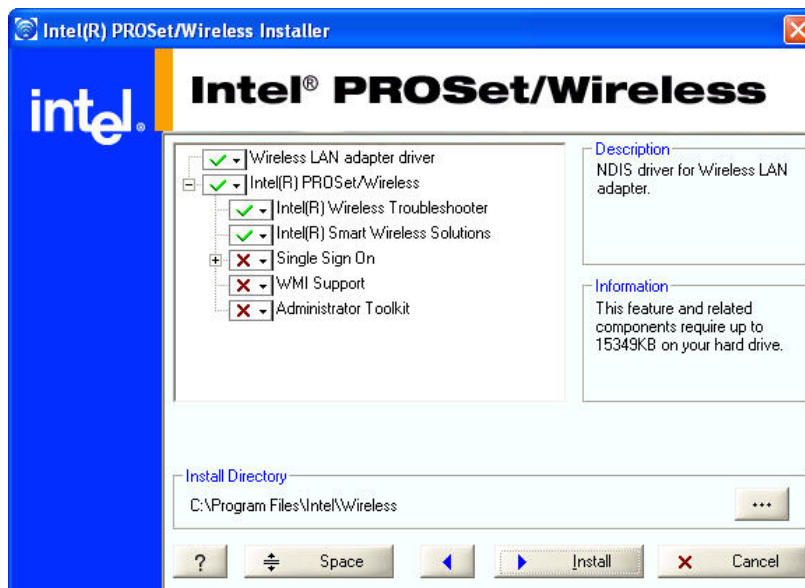 Intel(R) PROSet/Wireless Installer
intel®
Intel® PROSet/Wireless
Wireless LAN adapter driver
Intel(R) PROSet/Wireless
Intel(R) Wireless Troubleshooter
Intel(R) Smart Wireless Solutions
Single Sign On
WMI Support
Administrator Toolkit
Description
NDIS driver for Wireless LAN
adapter.
Information
This feature and related
components require up to
15349KB on your hard drive.
Install Directory
C:\Program Files\Intel\Wireless
...
? Space Install Cancel